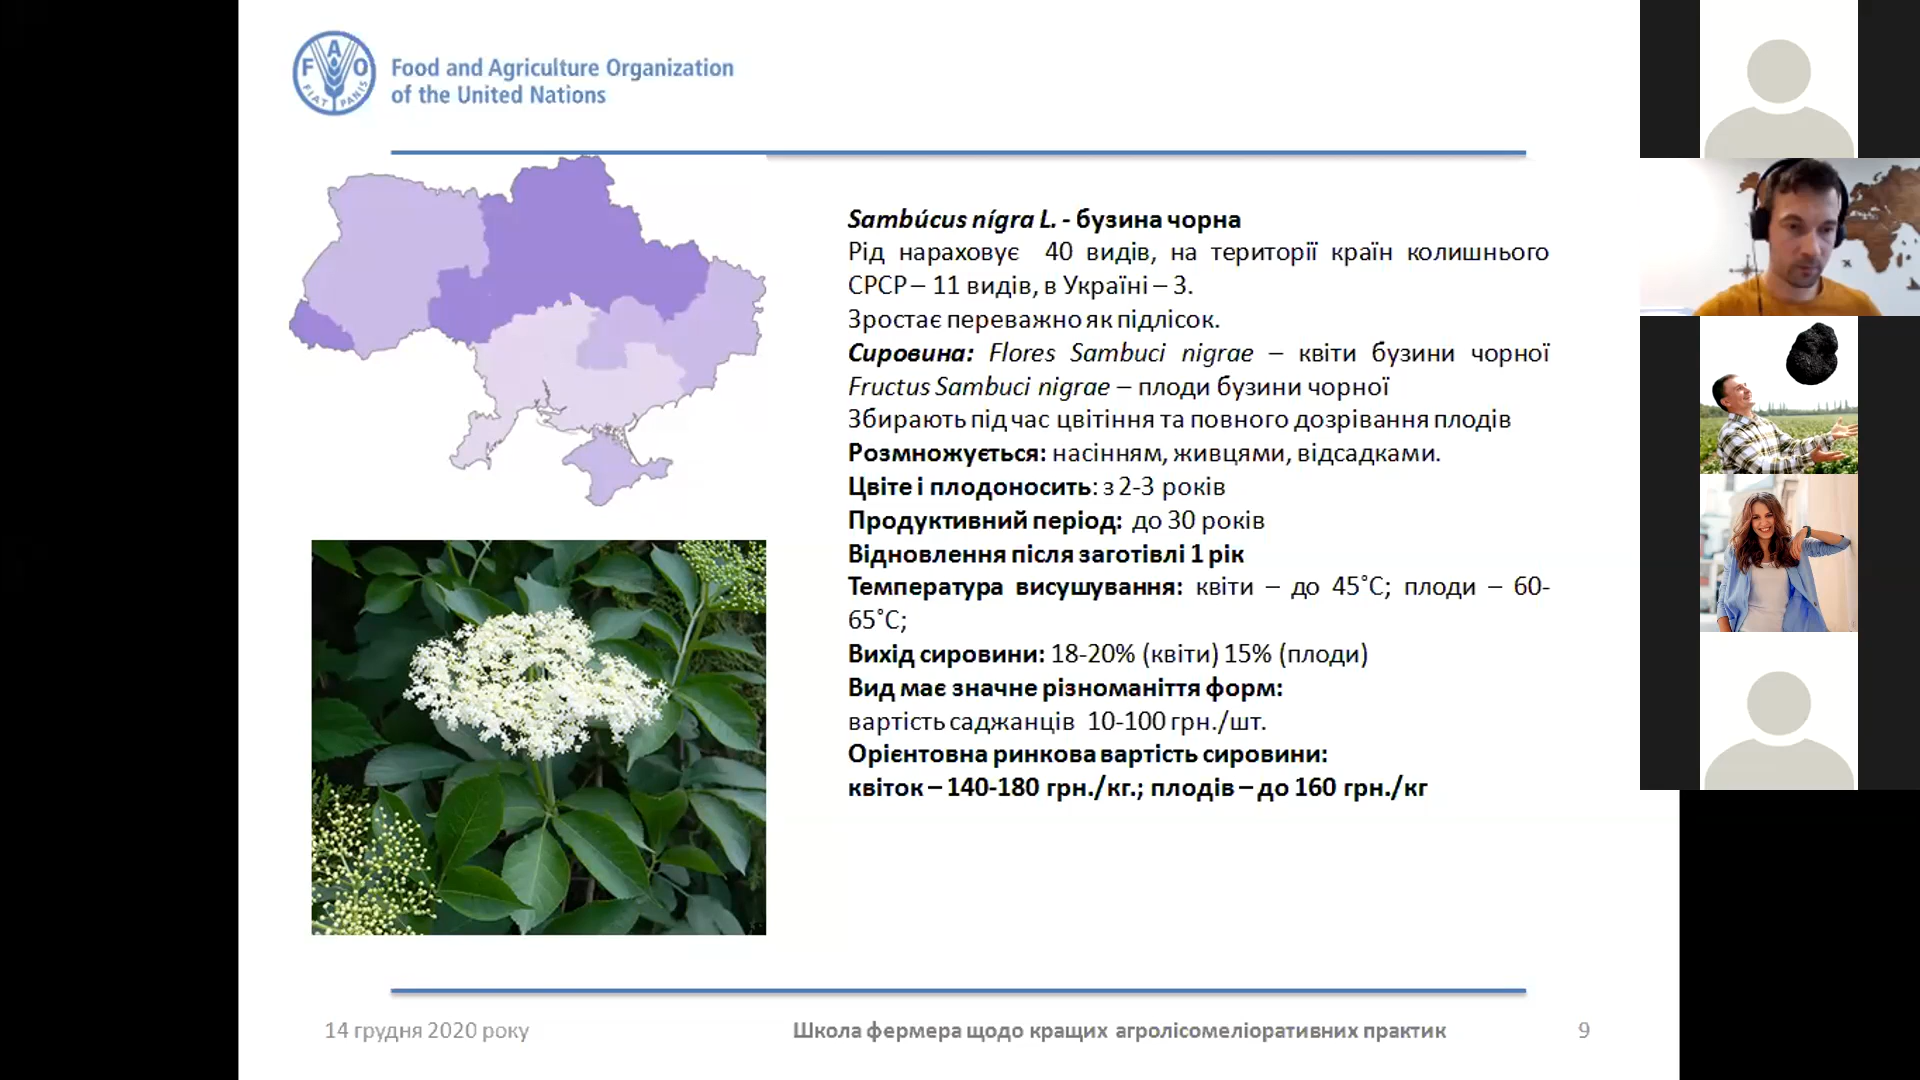 FAO
FIAT PANIS
Food and Agriculture Organization
of the United Nations
Sambúcus nígra L. - бузина чорна
Рід нараховує 40 видів, на території країн колишнього
СРСР – 11 видів, в Україні – 3.
Зростає переважно як підлісок.
Сировина: Flores Sambuci nigrae – квіти бузини чорної
Fructus Sambuci nigrae – плоди бузини чорної
Збирають під час цвітіння та повного дозрівання плодів
Розмножується: насінням, живцями, відсадками.
Цвіте і плодоносить: з 2-3 років
Продуктивний період: до 30 років
Відновлення після заготівлі 1 рік
Температура висушування: квіти – до 45˚С; плоди – 60-
65˚С;
Вихід сировини: 18-20% (квіти) 15% (плоди)
Вид має значне різноманіття форм:
вартість саджанців 10-100 грн./шт.
Орієнтовна ринкова вартість сировини:
квіток – 140-180 грн./кг.; плодів – до 160 грн./кг
14 грудня 2020 року
Школа фермера щодо кращих агролісомеліоративних практик
9